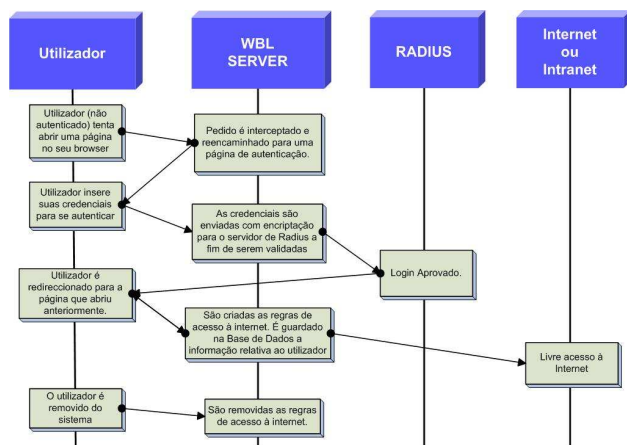 Utilizador
WBL
SERVER
RADIUS
Internet
ou
Intranet
Utilizador (não
autenticado) tenta
abrir uma página
no seu browser
Pedido é interceptado e
reencaminhado para uma
página de autenticação.
Utilizador insere
suas credenciais
para se autenticar
As credenciais são
enviadas com encriptação
para o servidor de Radius a
fim de serem validadas
Login Aprovado.
Utilizador é
redireccionado para a
página que abriu
anteriormente.
São criadas as regras de
acesso à internet. É guardado
na Base de Dados a
informação relativa ao utilizador
Livre acesso à
Internet
O utilizador é
removido do
sistema
São removidas as regras
de acesso à internet.